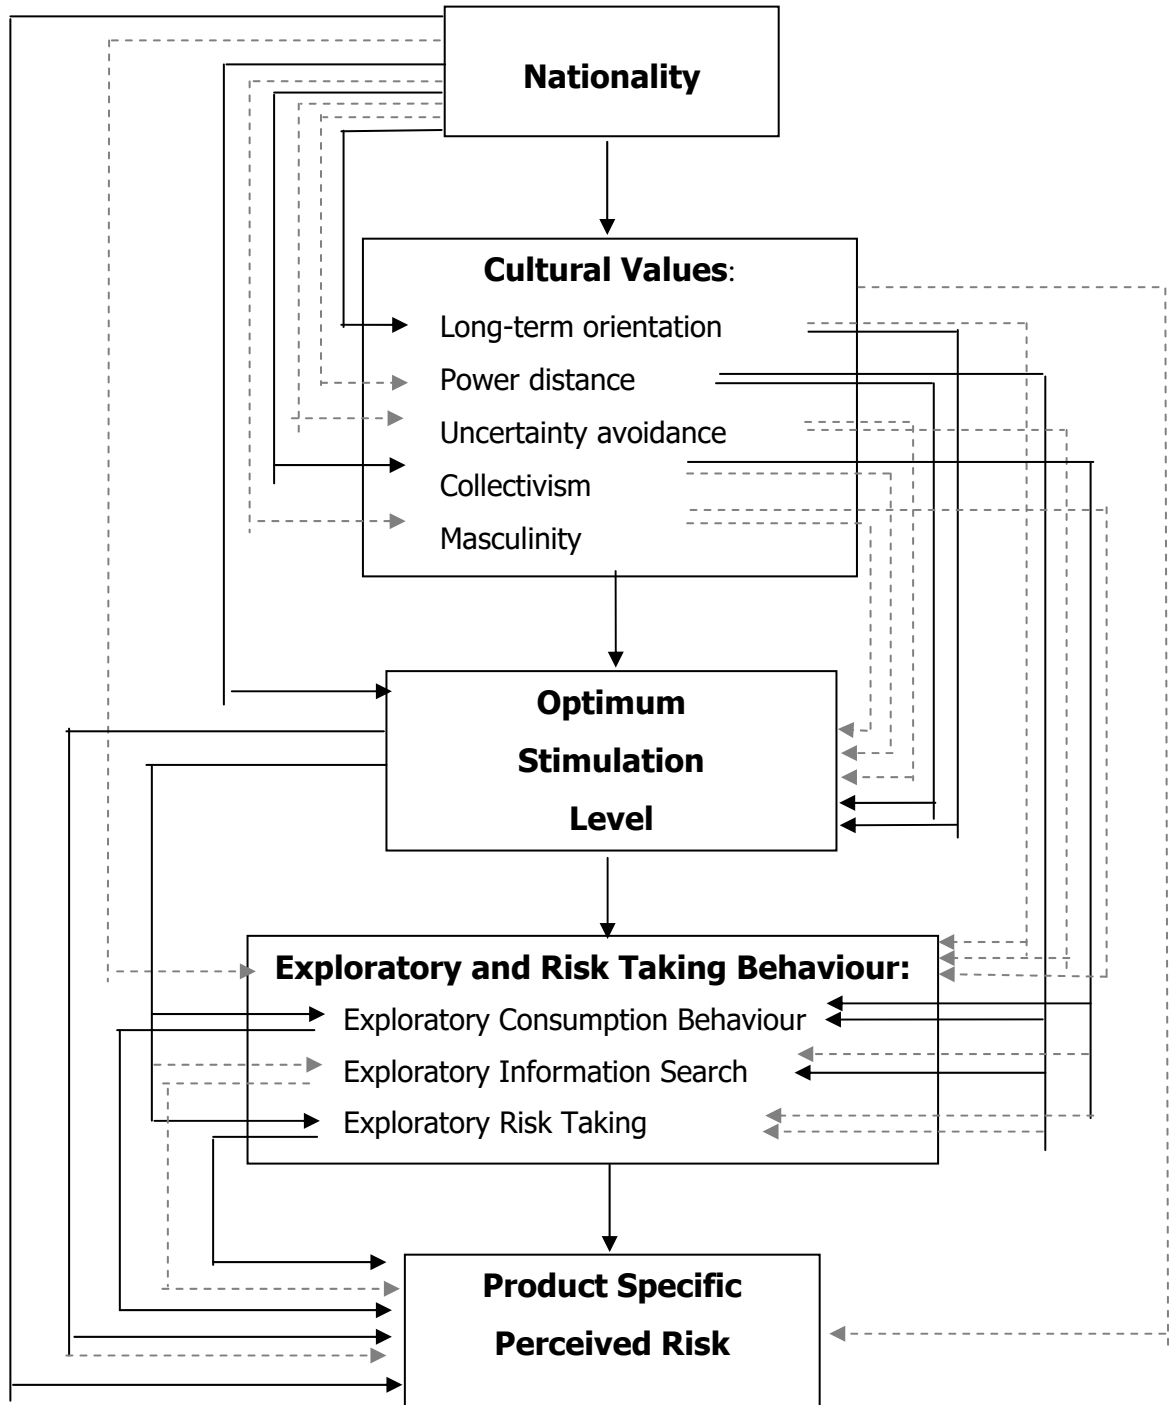 Nationality
Cultural Values:
Long-term orientation
Power distance
Uncertainty avoidance
Collectivism
Masculinity
Optimum
Stimulation
Level
Exploratory and Risk Taking Behaviour:
Exploratory Consumption Behaviour
Exploratory Information Search
Exploratory Risk Taking
Product Specific
Perceived Risk